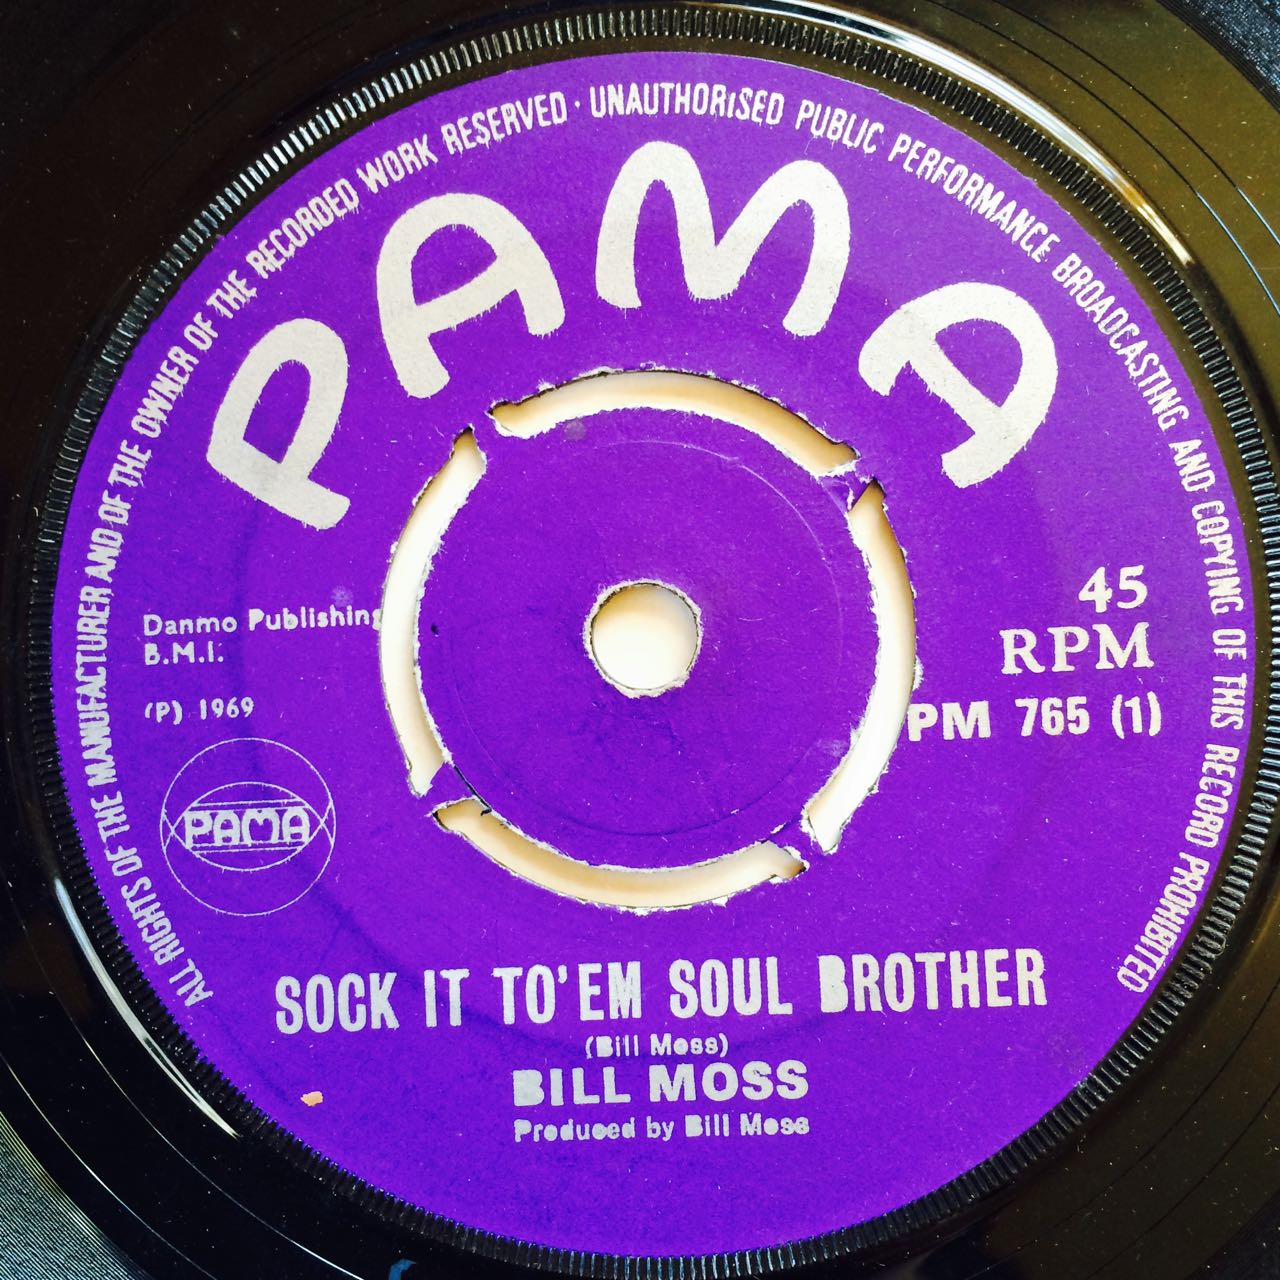 ALL RIGHTS OF THE MANUFACTURER AND OF THE OWNER OF THE RECORDED WORK RESERVED · UNAUTHORISED PUBLIC PERFORMANCE BROADCASTING AND COPYING OF THIS RECORD PROHIBITED
PAMA
Danmo Publishing
B.M.I.
(P) 1969
PAMA
45
RPM
PM 765 (1)
SOCK IT TO'EM SOUL BROTHER
(Bill Moss)
BILL MOSS
Produced by Bill Moss